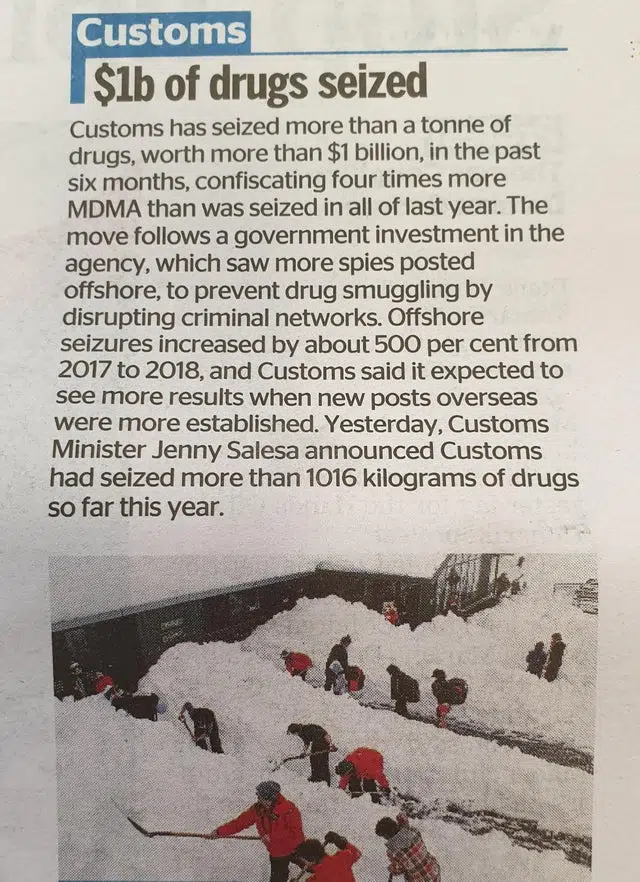 Customs
$1b of drugs seized
Customs has seized more than a tonne of
drugs, worth more than $1 billion, in the past
six months, confiscating four times more
MDMA than was seized in all of last year. The
move follows a government investment in the
agency, which saw more spies posted
offshore, to prevent drug smuggling by
disrupting criminal networks. Offshore
seizures increased by about 500 per cent from
2017 to 2018, and Customs said it expected to
see more results when new posts overseas
were more established. Yesterday, Customs
Minister Jenny Salesa announced Customs
had seized more than 1016 kilograms of drugs
so far this year.